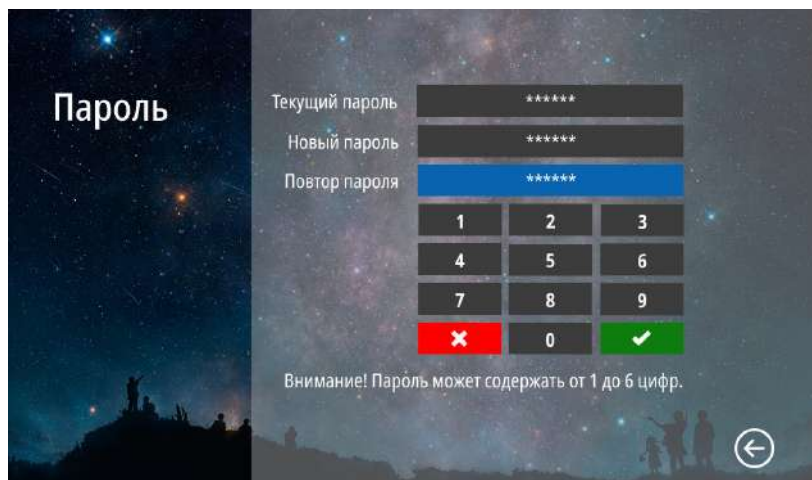 Пароль
Текущий пароль ******
Новый пароль ******
Повтор пароля ******
1 2 3
4 5 6
7 8 9
0
Внимание! Пароль может содержать от 1 до 6 цифр.